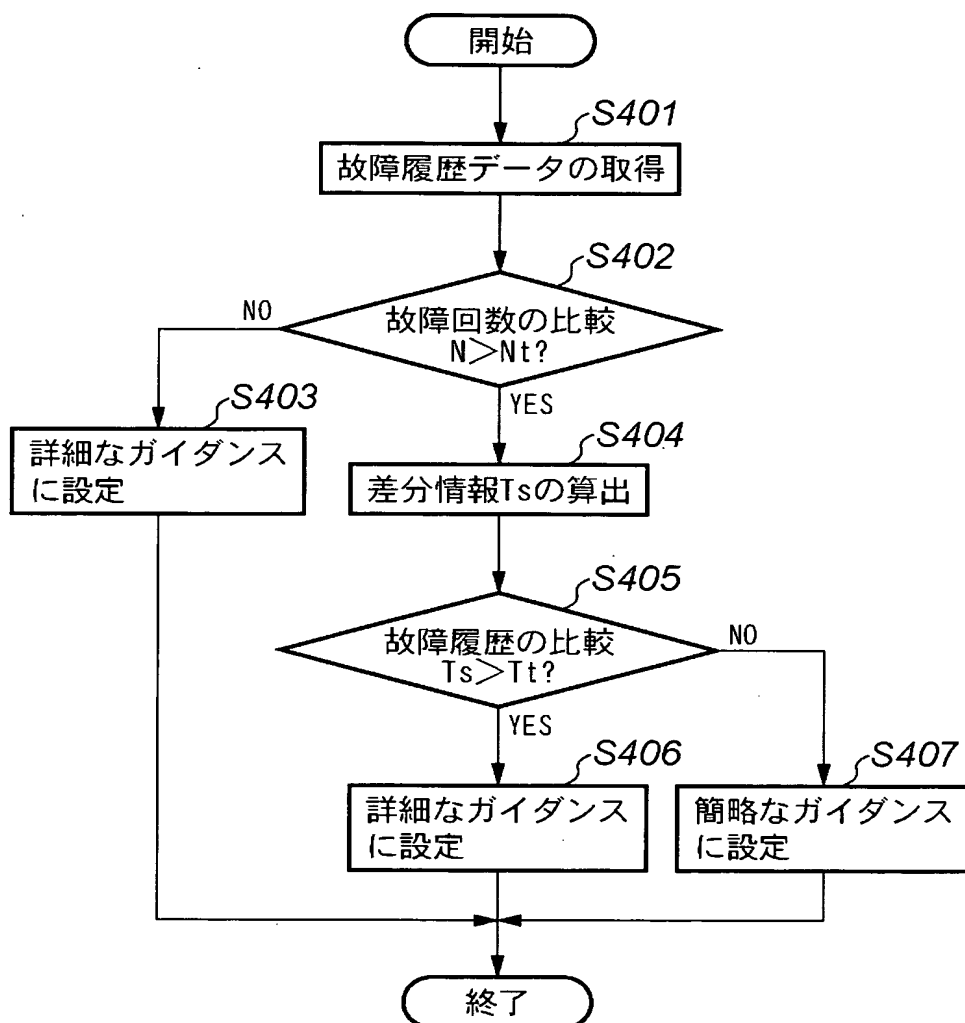 開始
S401
故障履歴データの取得
S402
故障回数の比較
N>Nt?
NO
YES
S403
詳細なガイダンス
に設定
S404
差分情報Tsの算出
S405
故障履歴の比較
Ts>Tt?
NO
YES
S406
詳細なガイダンス
に設定
S407
簡略なガイダンス
に設定
終了